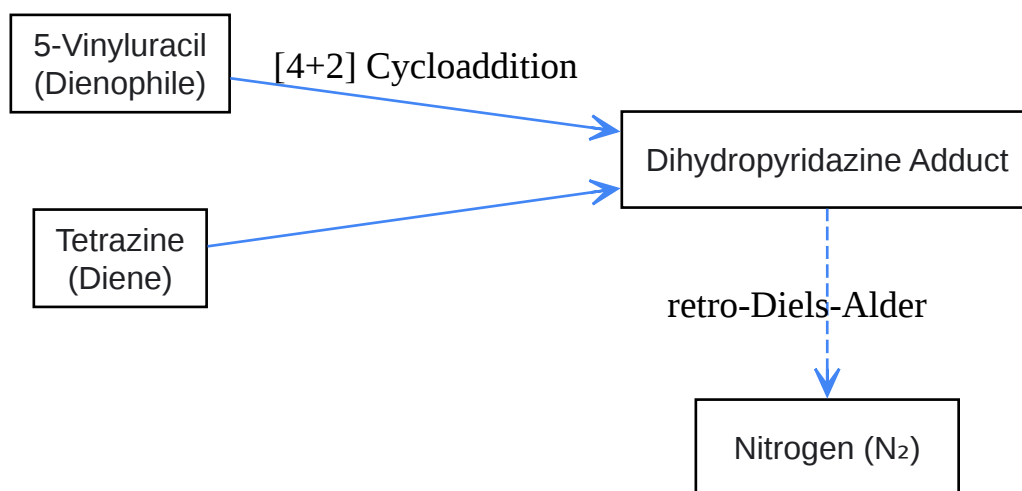 5-Vinyluracil
(Dienophile)
[4+2] Cycloaddition
Dihydropyridazine Adduct
Tetrazine
(Diene)
retro-Diels-Alder
Nitrogen (N₂)